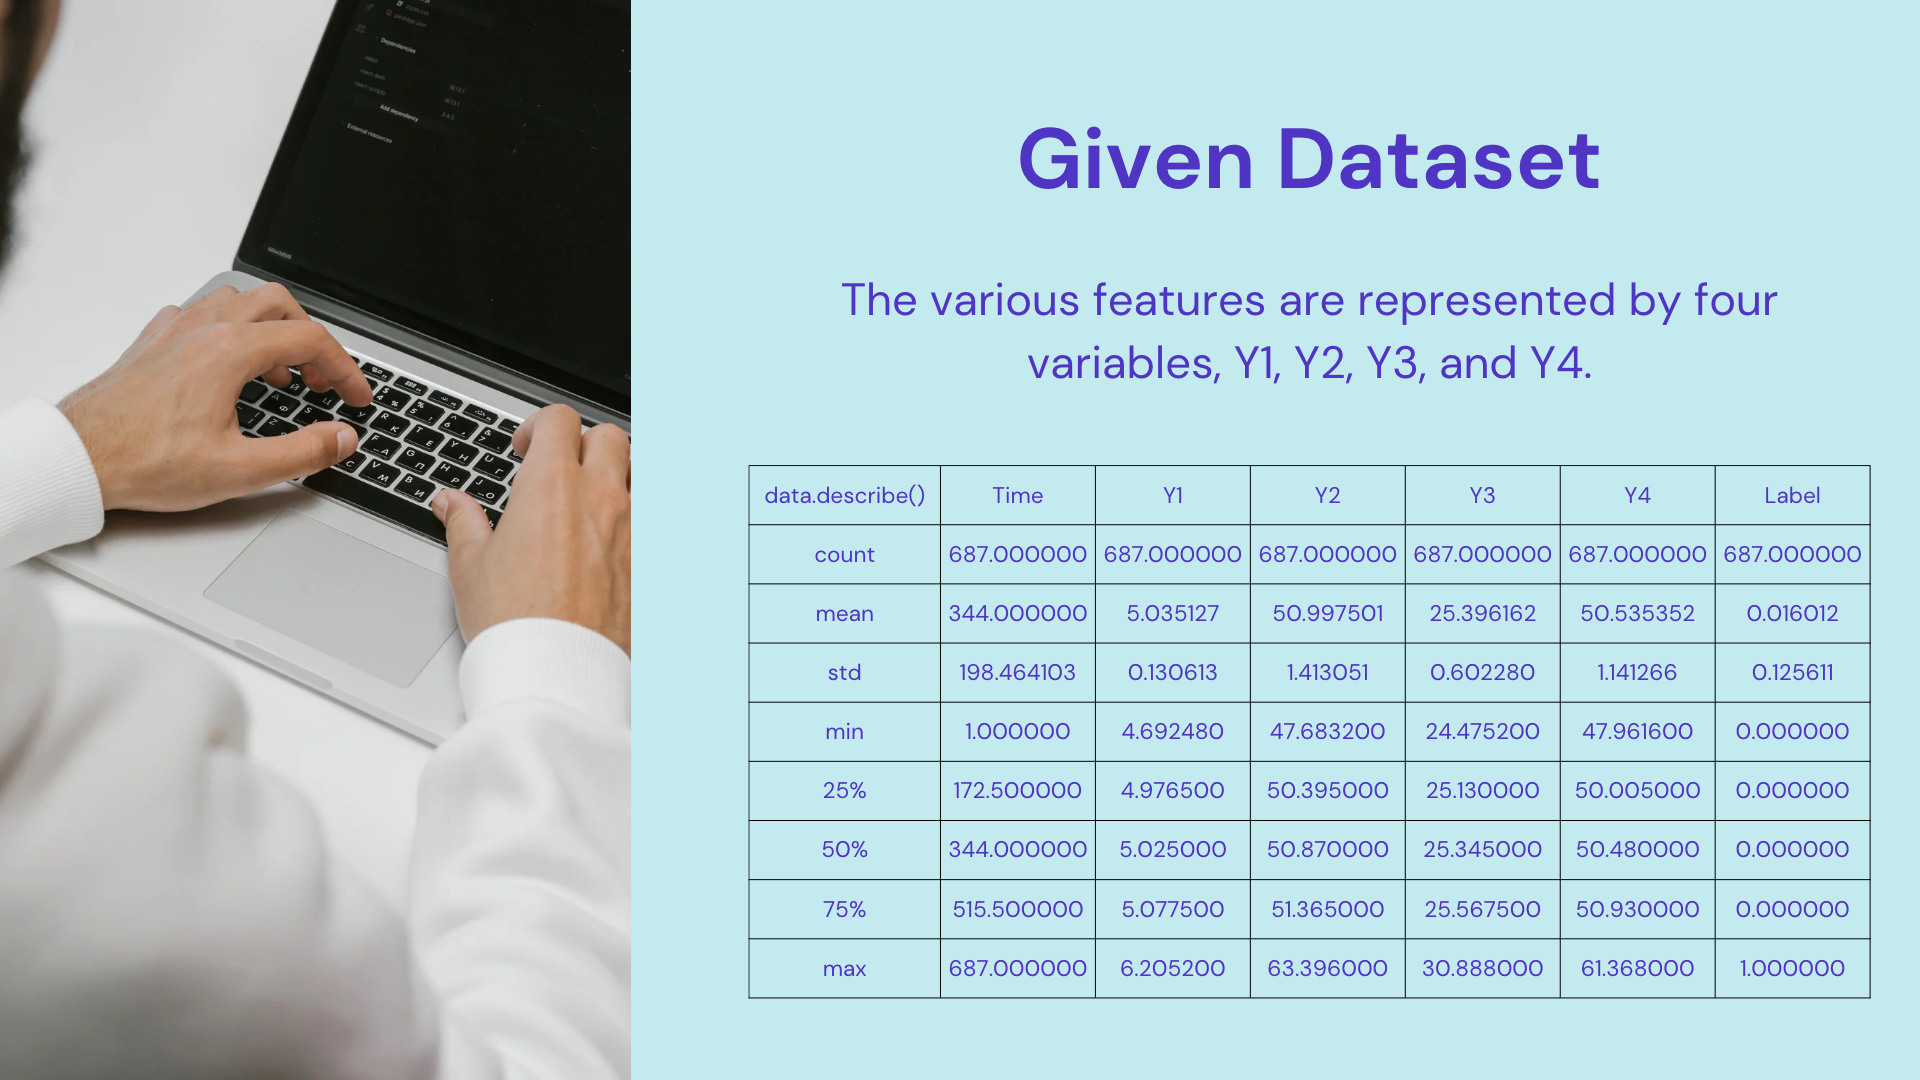 Dependencies
Add dependency
External resources
Given Dataset
The various features are represented by four
variables, Y1, Y2, Y3, and Y4.
data.describe() Time Y1 Y2 Y3 Y4 Label
count 687.000000 687.000000 687.000000 687.000000 687.000000 687.000000
mean 344.000000 5.035127 50.997501 25.396162 50.535352 0.016012
std 198.464103 0.130613 1.413051 0.602280 1.141266 0.125611
min 1.000000 4.692480 47.683200 24.475200 47.961600 0.000000
25% 172.500000 4.976500 50.395000 25.130000 50.005000 0.000000
50% 344.000000 5.025000 50.870000 25.345000 50.480000 0.000000
75% 515.500000 5.077500 51.365000 25.567500 50.930000 0.000000
max 687.000000 6.205200 63.396000 30.888000 61.368000 1.000000